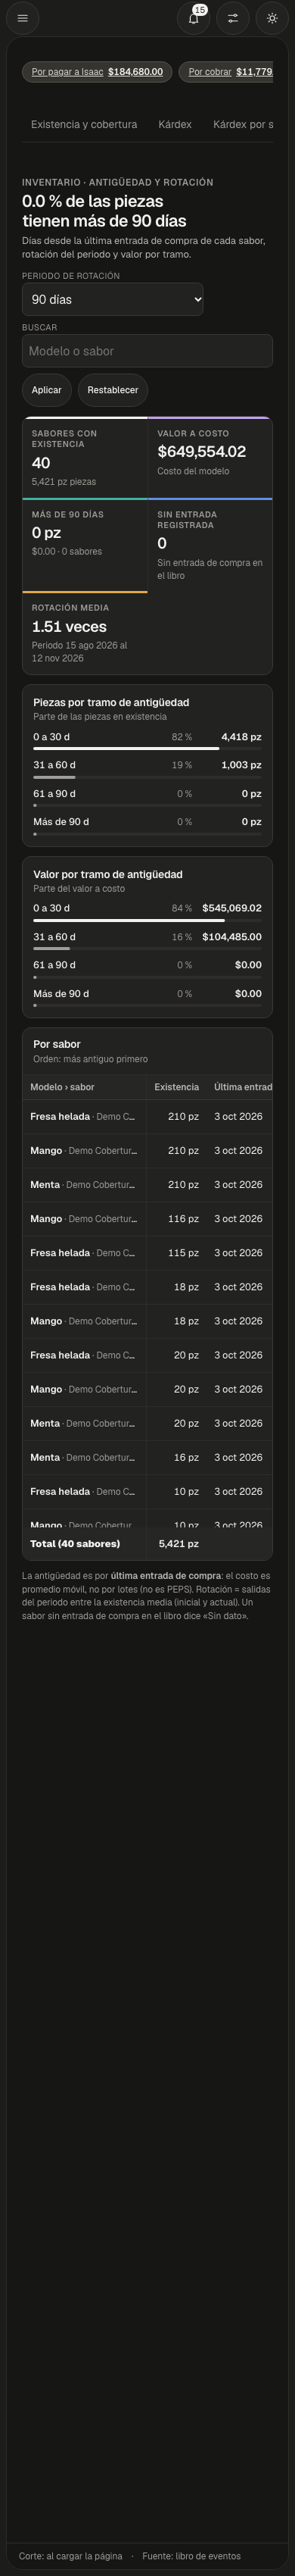 15
Por pagar a Isaac $184,680.00 Por cobrar $11,779
Existencia y cobertura Kárdex Kárdex por s
INVENTARIO · ANTIGÜEDAD Y ROTACIÓN
0.0 % de las piezas
tienen más de 90 días
Días desde la última entrada de compra de cada sabor,
rotación del periodo y valor por tramo.
PERIODO DE ROTACIÓN
90 días
BUSCAR
Modelo o sabor
Aplicar Restablecer
SABORES CON
EXISTENCIA
40
5,421 pz piezas
VALOR A COSTO
$649,554.02
Costo del modelo
MÁS DE 90 DÍAS
0 pz
$0.00 · 0 sabores
SIN ENTRADA
REGISTRADA
0
Sin entrada de compra en
el libro
ROTACIÓN MEDIA
1.51 veces
Periodo 15 ago 2026 al
12 nov 2026
Piezas por tramo de antigüedad
Parte de las piezas en existencia
0 a 30 d 82 % 4,418 pz
31 a 60 d 19 % 1,003 pz
61 a 90 d 0 % 0 pz
Más de 90 d 0 % 0 pz
Valor por tramo de antigüedad
Parte del valor a costo
0 a 30 d 84 % $545,069.02
31 a 60 d 16 % $104,485.00
61 a 90 d 0 % $0.00
Más de 90 d 0 % $0.00
Por sabor
Orden: más antiguo primero
Modelo › sabor Existencia Última entrad
Fresa helada · Demo C... 210 pz 3 oct 2026
Mango · Demo Cobertur... 210 pz 3 oct 2026
Menta · Demo Cobertur... 210 pz 3 oct 2026
Mango · Demo Cobertur... 116 pz 3 oct 2026
Fresa helada · Demo C... 115 pz 3 oct 2026
Fresa helada · Demo C... 18 pz 3 oct 2026
Mango · Demo Cobertur... 18 pz 3 oct 2026
Fresa helada · Demo C... 20 pz 3 oct 2026
Mango · Demo Cobertur... 20 pz 3 oct 2026
Menta · Demo Cobertur... 20 pz 3 oct 2026
Menta · Demo Cobertur... 16 pz 3 oct 2026
Fresa helada · Demo C... 10 pz 3 oct 2026
Mango · Demo Cobertur... 10 pz 3 oct 2026
Total (40 sabores) 5,421 pz
La antigüedad es por última entrada de compra: el costo es
promedio móvil, no por lotes (no es PEPS). Rotación = salidas
del periodo entre la existencia media (inicial y actual). Un
sabor sin entrada de compra en el libro dice «Sin dato».
Corte: al cargar la página · Fuente: libro de eventos